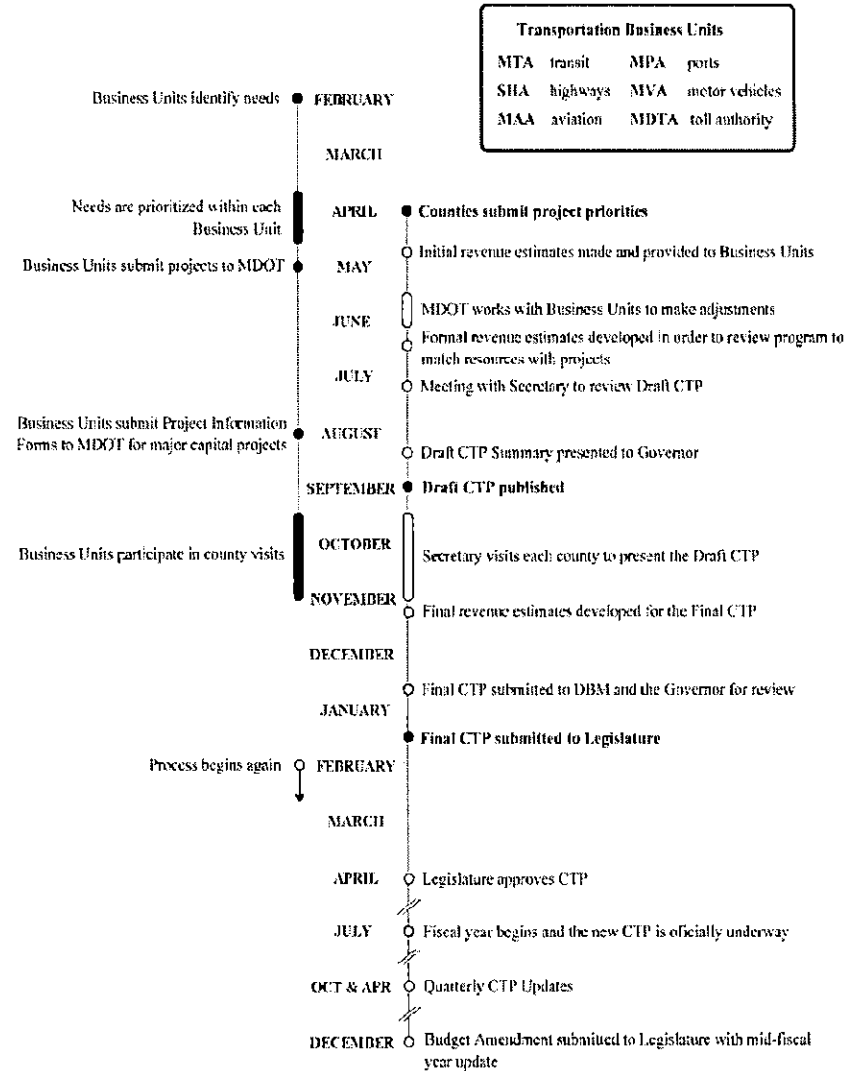 Transportation Business Units
MTA transit MPA ports
SHA highways MVA motor vehicles
MAA aviation MDTA toll authority
Business Units identify needs
FEBRUARY
MARCH
Needs are prioritized within each
Business Unit
APRIL
Counties submit project priorities
Initial revenue estimates made and provided to Business Units
Business Units submit projects to MDOT
MAY
MDOT works with Business Units to make adjustments
JUNE
Formal revenue estimates developed in order to review program to
match resources with projects
JULY
Meeting with Secretary to review Draft CTP
Business Units submit Project Information
Forms to MDOT for major capital projects
AUGUST
Draft CTP Summary presented to Governor
SEPTEMBER
Draft CTP published
OCTOBER
Business Units participate in county visits
Secretary visits each county to present the Draft CTP
NOVEMBER
Final revenue estimates developed for the Final CTP
DECEMBER
Final CTP submitted to DBM and the Governor for review
JANUARY
Final CTP submitted to Legislature
Process begins again
FEBRUARY
MARCH
APRIL
Legislature approves CTP
JULY
Fiscal year begins and the new CTP is oficially underway
OCT & APR
Quarterly CTP Updates
DECEMBER
Budget Amendment submitted to Legislature with mid-fiscal
year update